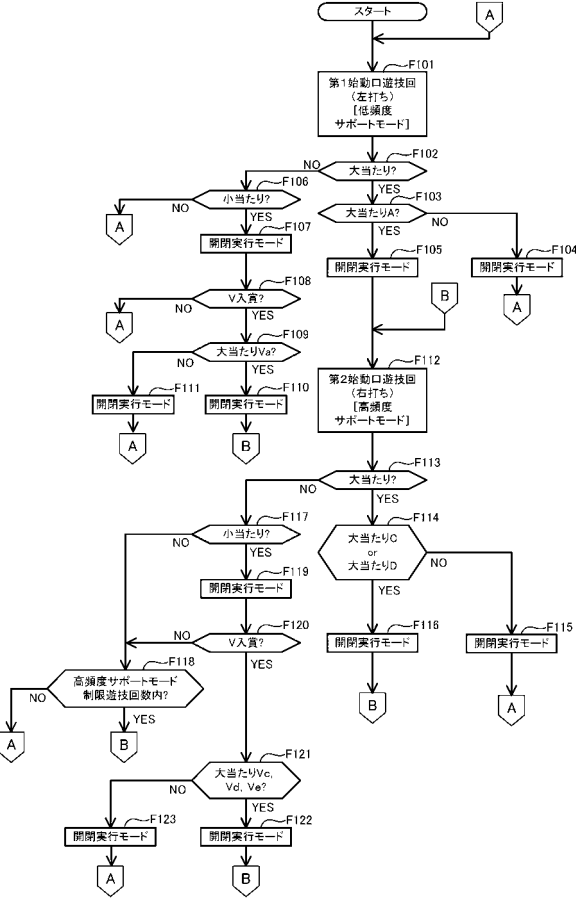 スタート
A
F101
第1始動口遊技回
(左打ち)
[低頻度
サポートモード]
F102
大当たり?
NO
YES
F106
小当たり?
NO
YES
A
F103
大当たりA?
NO
YES
F107
開閉実行モード
F105
開閉実行モード
F104
開閉実行モード
A
F108
V入賞?
NO
YES
A
B
F109
大当たりVa?
NO
YES
F111
開閉実行モード
A
F110
開閉実行モード
B
F112
第2始動口遊技回
(右打ち)
[高頻度
サポートモード]
F113
大当たり?
NO
YES
F117
小当たり?
NO
YES
F114
大当たりC
or
大当たりD
NO
YES
F119
開閉実行モード
F120
V入賞?
NO
YES
F116
開閉実行モード
B
F115
開閉実行モード
A
F118
高頻度サポートモード
制限遊技回数内?
NO
YES
A
B
F121
大当たりVc,
Vd, Ve?
NO
YES
F123
開閉実行モード
A
F122
開閉実行モード
B